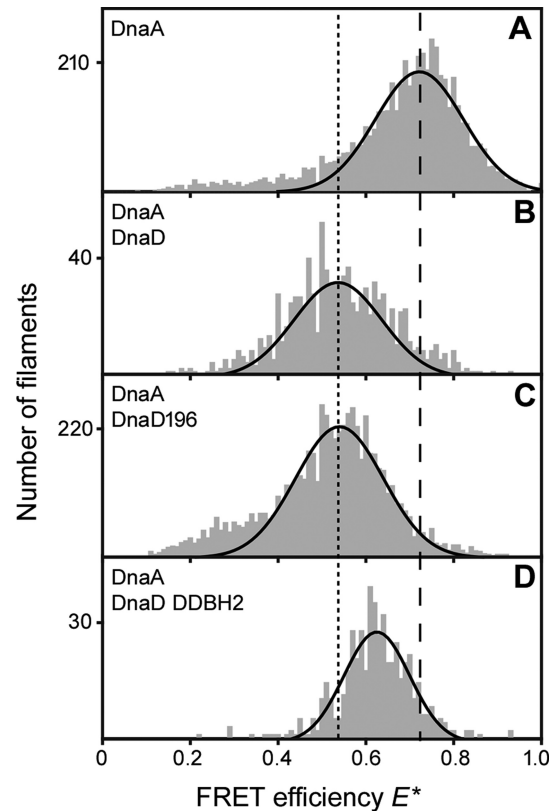 DnaA
A
210
DnaA
DnaD
B
40
DnaA
DnaD196
C
220
DnaA
DnaD DDBH2
D
30
Number of filaments
0
0.2
0.4
0.6
0.8
1.0
FRET efficiency E*